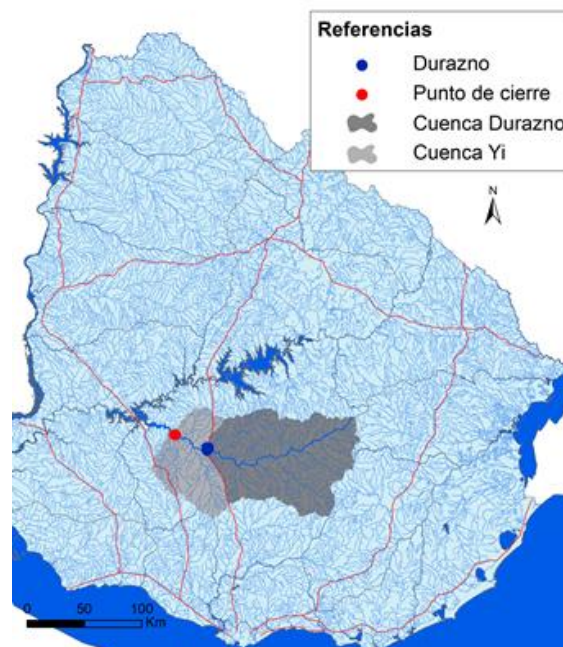 Referencias
Durazno
Punto de cierre
Cuenca Durazno
Cuenca Yi
N
0 50 100
Km